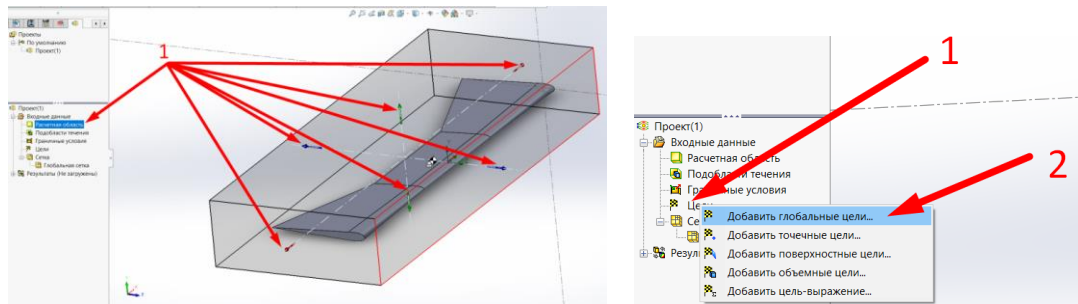 Проекты
По умолчанию
Проект(1)
1
Проект(1)
Входные данные
Расчетная область
Подобласти течения
Граничные условия
Цели
Сетка
Глобальная сетка
Результаты (Не загружены)
1
Проект(1)
Входные данные
Расчетная область
Подобласти течения
Граничные условия
2
Добавить глобальные цели...
Добавить точечные цели...
Добавить поверхностные цели...
Добавить объемные цели...
Добавить цель-выражение...